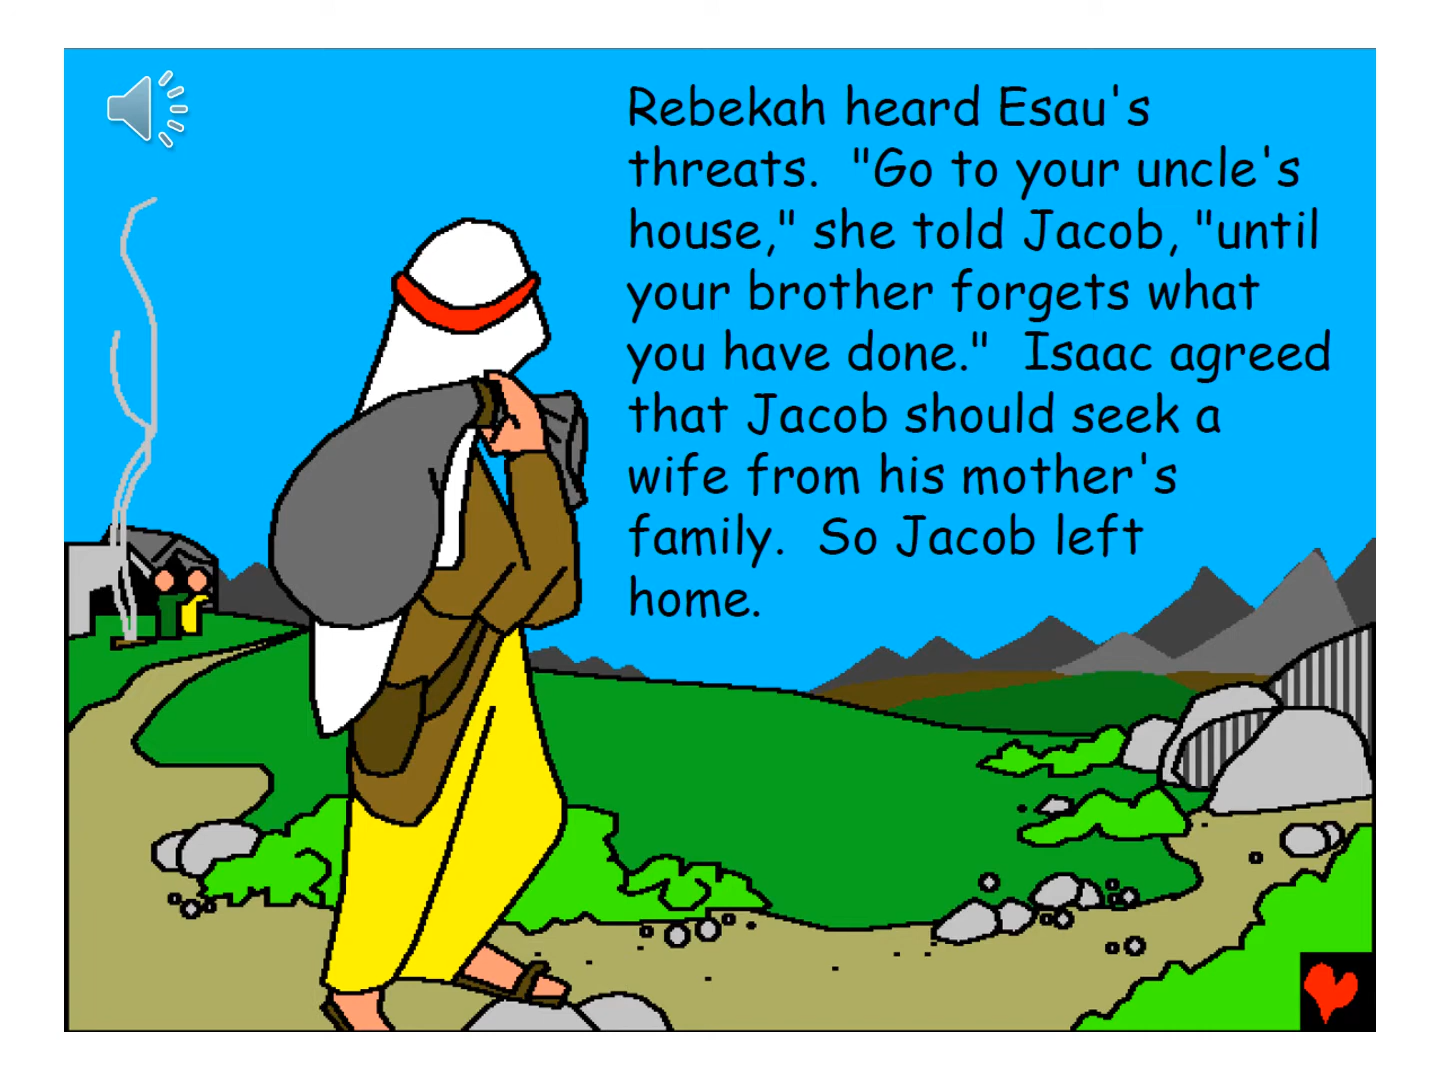 Rebekah heard Esau's
threats.  "Go to your uncle's
house," she told Jacob, "until
your brother forgets what
you have done."  Isaac agreed
that Jacob should seek a
wife from his mother's
family.  So Jacob left
home.